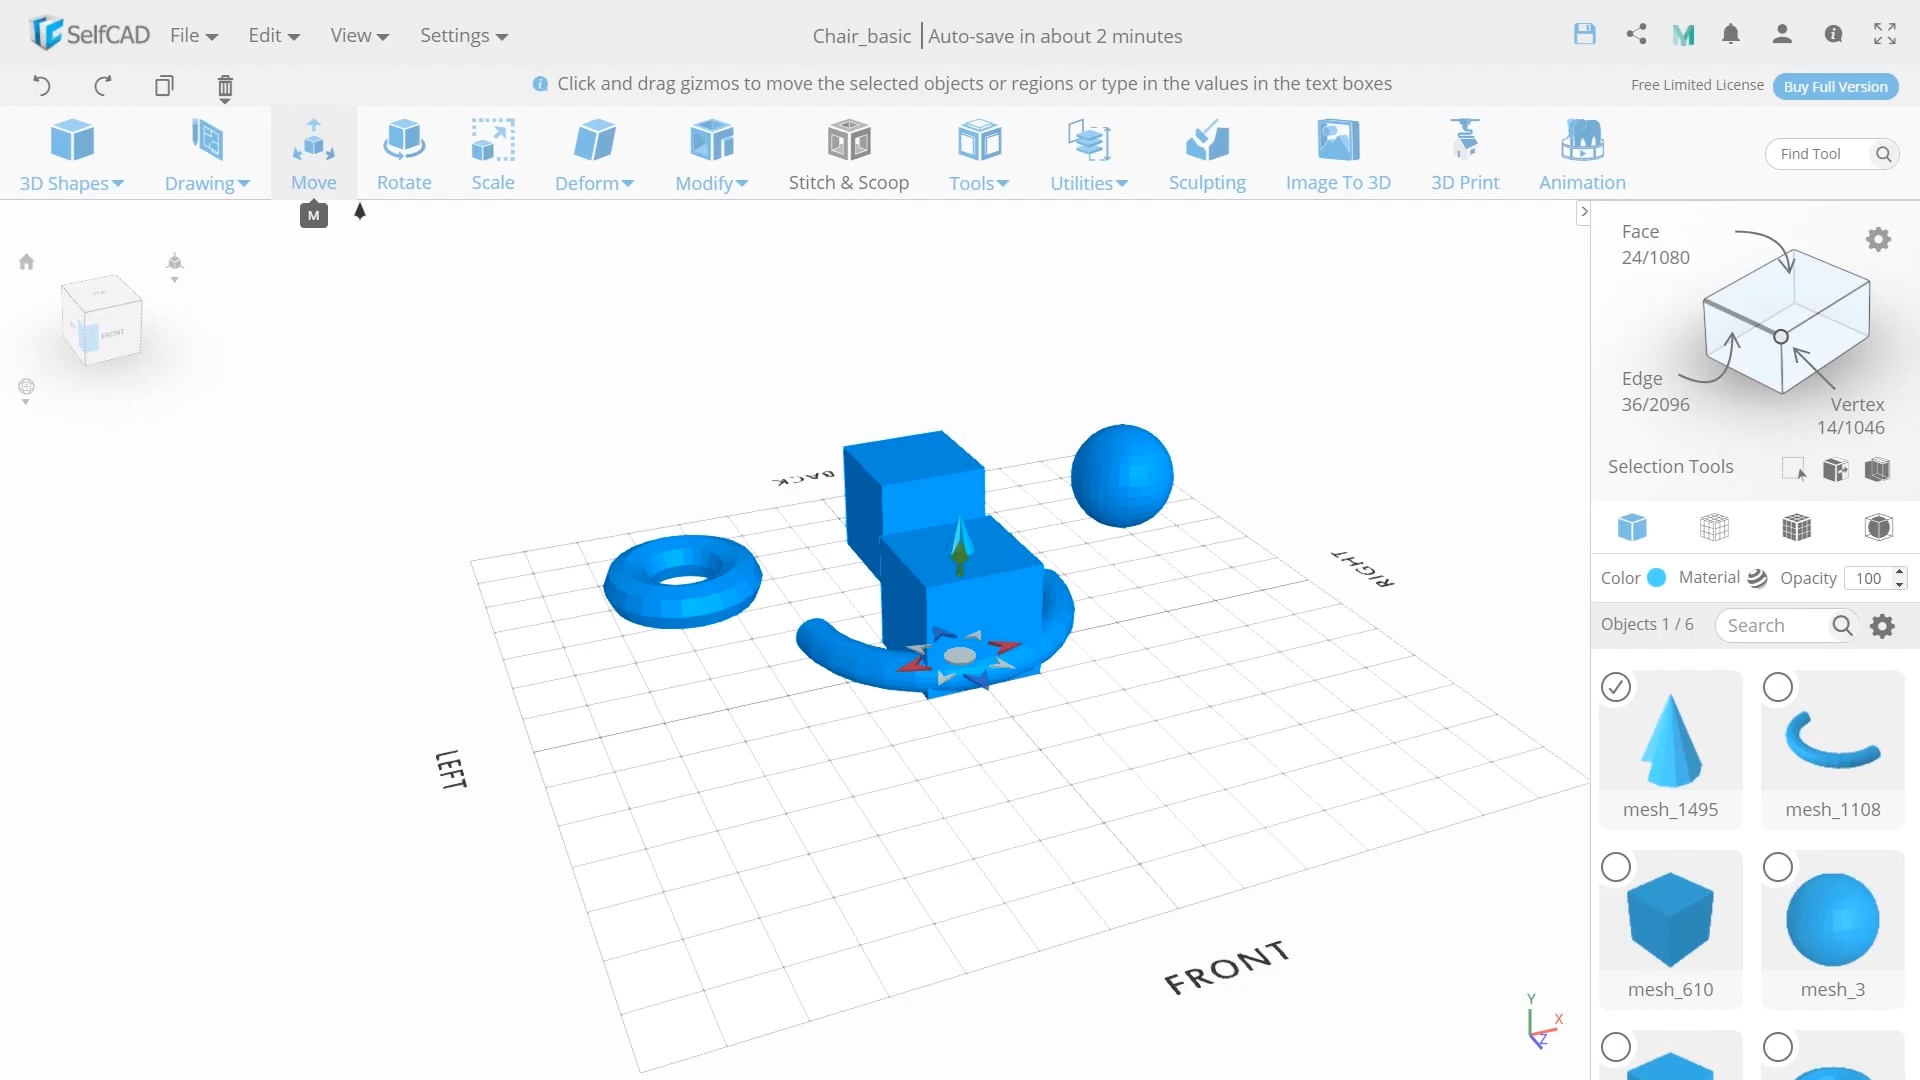 SelfCAD
File
Edit
View
Settings
Chair_basic
Auto-save in about 2 minutes
Click and drag gizmos to move the selected objects or regions or type in the values in the text boxes
Free Limited License
Buy Full Version
3D Shapes
Drawing
Move
Rotate
Scale
Deform
Modify
Stitch & Scoop
Tools
Utilities
Sculpting
Image To 3D
3D Print
Animation
Find Tool
M
FRONT
BACK
RIGHT
LEFT
FRONT
Y
X
Z
Face
24/1080
Edge
36/2096
Vertex
14/1046
Selection Tools
Color
Material
Opacity
100
Objects 1 / 6
Search
mesh_1495
mesh_1108
mesh_610
mesh_3